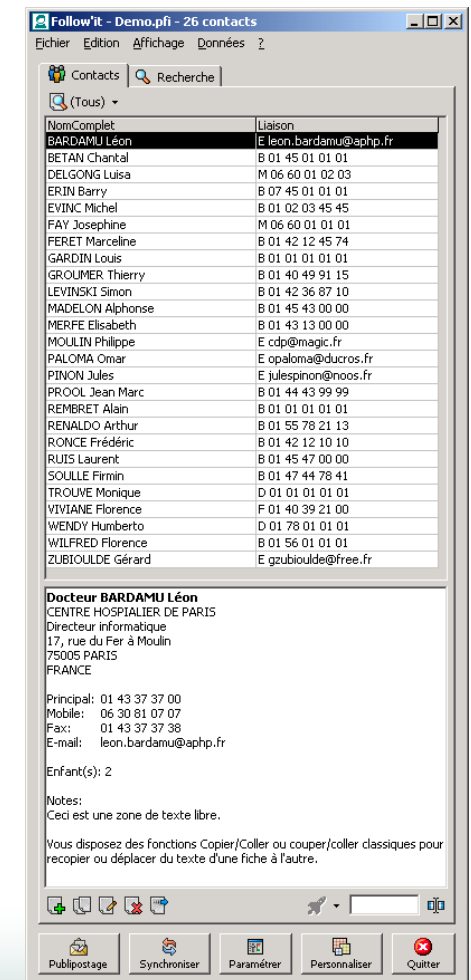 Follow'it - Demo.pfi - 26 contacts
Fichier Edition Affichage Données ?
Contacts Recherche
(Tous)
NomComplet Liaison
BARDAMU Léon E leon.bardamu@aphp.fr
BETAN Chantal B 01 45 01 01 01
DELGONG Luisa M 06 60 01 02 03
ERIN Barry B 07 45 01 01 01
EVINC Michel B 01 02 03 45 45
FAY Josephine M 06 60 01 01 01
FERET Marceline B 01 42 12 45 74
GARDIN Louis B 01 01 01 01 01
GROUMER Thierry B 01 40 49 91 15
LEVINSKI Simon B 01 42 36 87 10
MADELON Alphonse B 01 45 43 00 00
MERFE Elisabeth B 01 43 13 00 00
MOULIN Philippe E cdp@magic.fr
PALOMA Omar E opaloma@ducros.fr
PINON Jules E julespinon@noos.fr
PROOL Jean Marc B 01 44 43 99 99
REMBRET Alain B 01 01 01 01 01
RENALDO Arthur B 01 55 78 21 13
RONCE Frédéric B 01 42 12 10 10
RUIS Laurent B 01 45 47 00 00
SOULLE Firmin B 01 47 44 78 41
TROUVE Monique D 01 01 01 01 01
VIVIANE Florence F 01 40 39 21 00
WENDY Humberto D 01 78 01 01 01
WILFRED Florence B 01 56 01 01 01
ZUBIOULDE Gérard E gzubioulde@free.fr
Docteur BARDAMU Léon
CENTRE HOSPIALIER DE PARIS
Directeur informatique
17, rue du Fer à Moulin
75005 PARIS
FRANCE
Principal: 01 43 37 37 00
Mobile: 06 30 81 07 07
Fax: 01 43 37 37 38
E-mail: leon.bardamu@aphp.fr
Enfant(s): 2
Notes:
Ceci est une zone de texte libre.
Vous disposez des fonctions Copier/Coller ou couper/coller classiques pour
recopier ou déplacer du texte d'une fiche à l'autre.
Publipostage Synchroniser Paramétrer Personnaliser Quitter